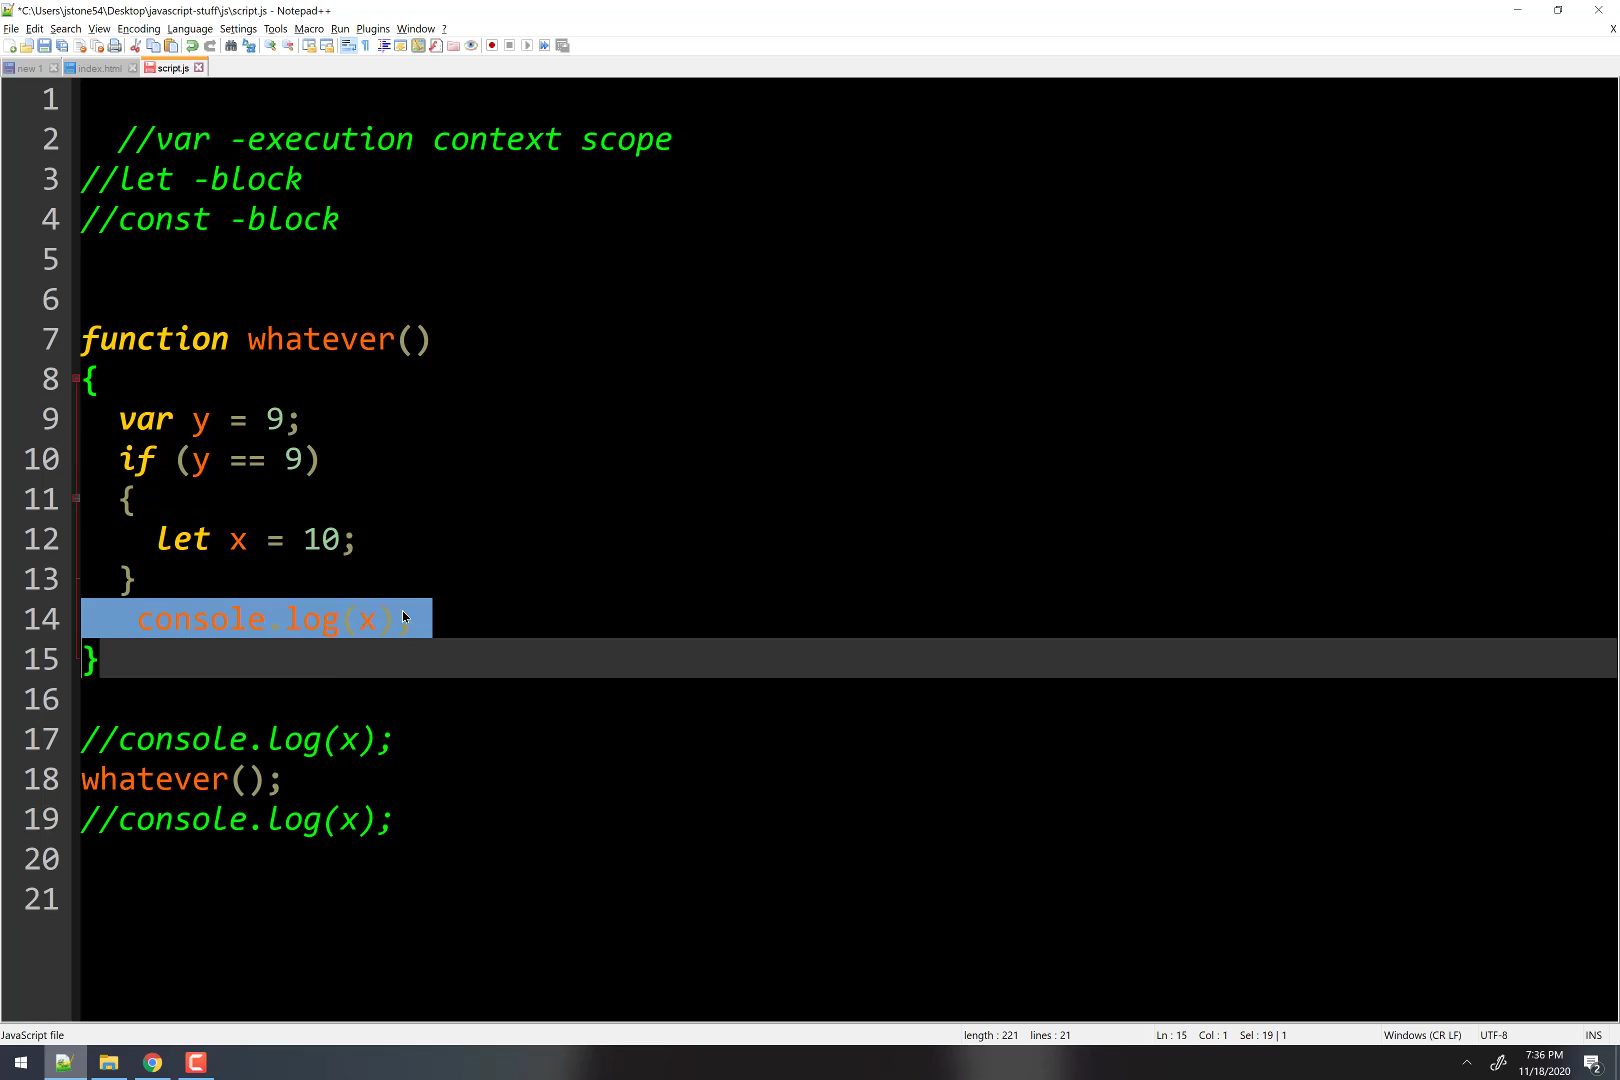 *C:\Users\jstone54\Desktop\javascript-stuff\js\script.js - Notepad++
File Edit Search View Encoding Language Settings Tools Macro Run Plugins Window ? X
new 1 index.html script.js
1
2 //var -execution context scope
3 //let -block
4 //const -block
5
6
7 function whatever()
8 {
9 var y = 9;
10 if (y == 9)
11 {
12 let x = 10;
13 }
14 console.log(x);
15 }
16
17 //console.log(x);
18 whatever();
19 //console.log(x);
20
21
JavaScript file length : 221 lines : 21 Ln : 15 Col : 1 Sel : 19 | 1 Windows (CR LF) UTF-8 INS
7:36 PM
11/18/2020
2